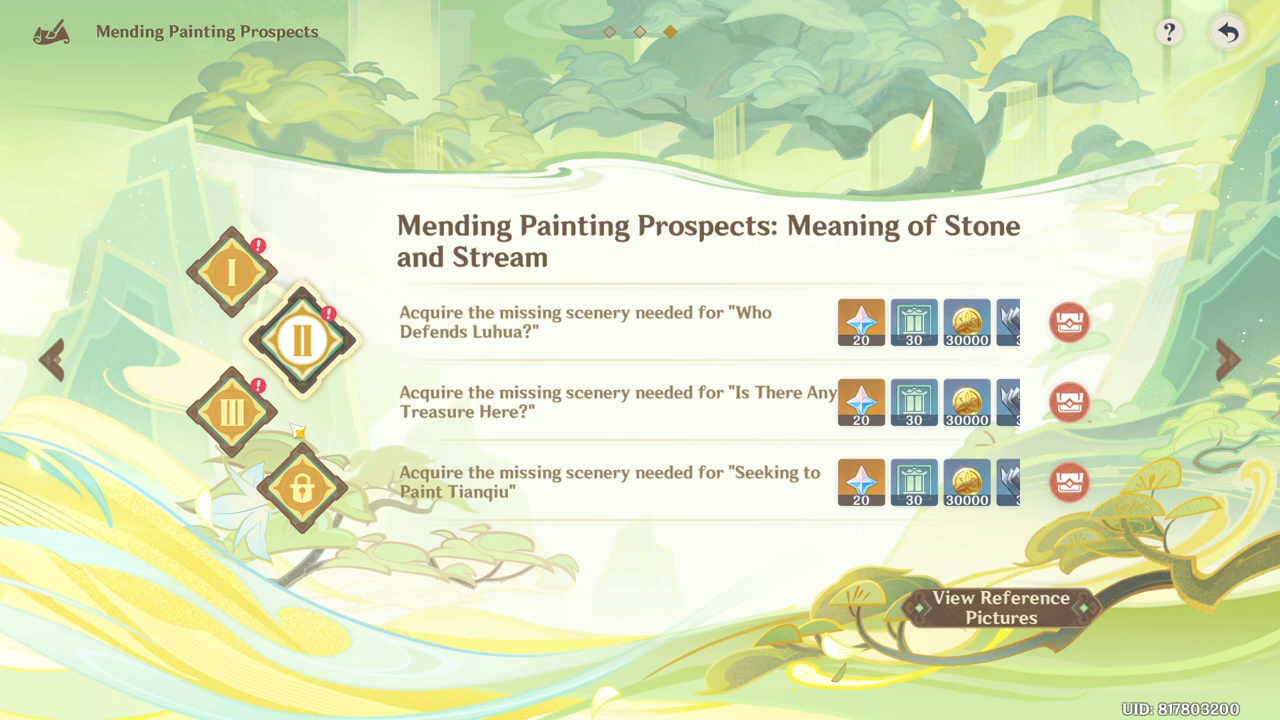 Mending Painting Prospects
?
Mending Painting Prospects: Meaning of Stone
and Stream
I
!
II
!
III
!
Acquire the missing scenery needed for "Who
Defends Luhua?"
20
30
30000
Acquire the missing scenery needed for "Is There Any
Treasure Here?"
20
30
30000
Acquire the missing scenery needed for "Seeking to
Paint Tianqiu"
20
30
30000
View Reference
Pictures
UID: 817803200